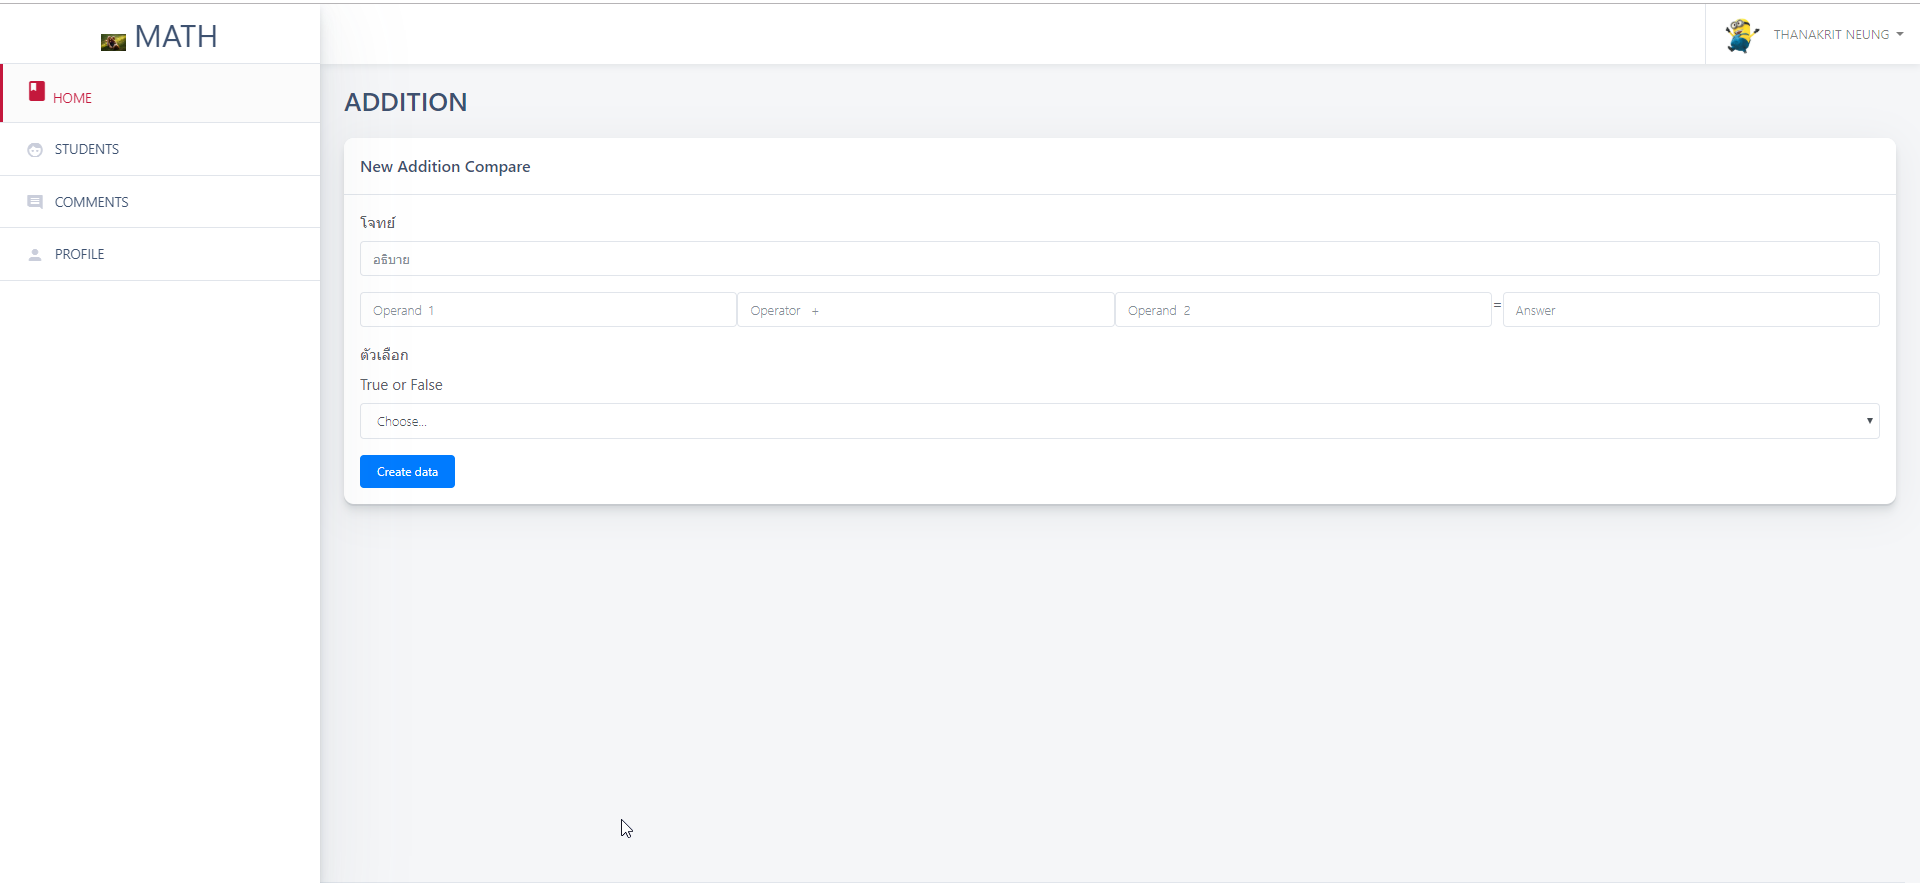 MATH
THANAKRIT NEUNG
HOME
STUDENTS
COMMENTS
PROFILE
ADDITION
New Addition Compare
โจทย์
อธิบาย
Operand 1 Operator + Operand 2 = Answer
ตัวเลือก
True or False
Choose...
Create data